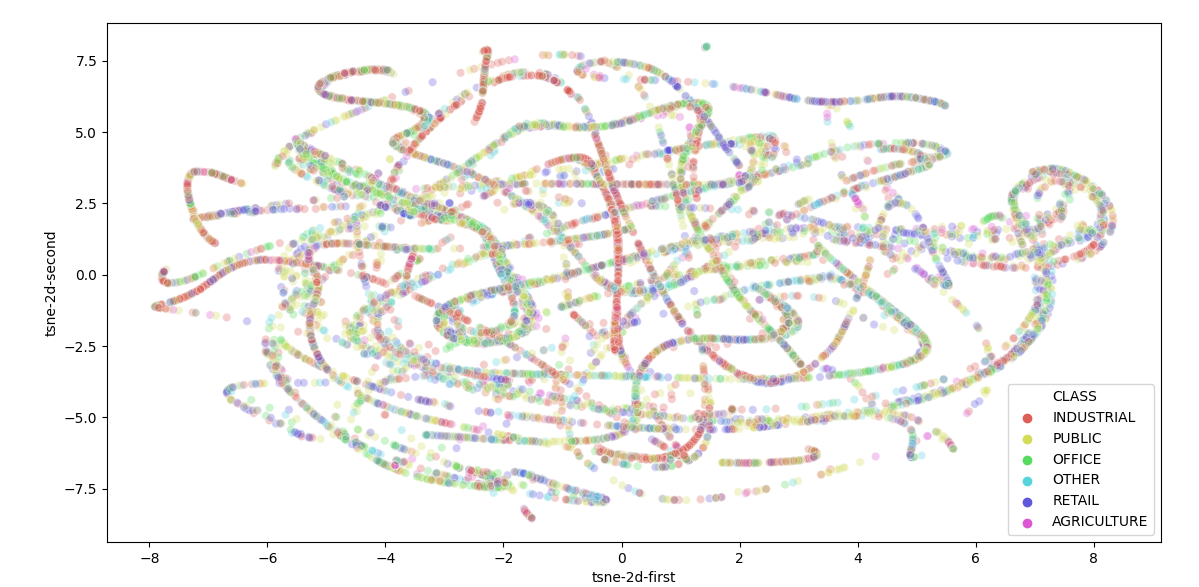 7.5
5.0
2.5
0.0
−2.5
−5.0
−7.5
tsne-2d-second
−8
−6
−4
−2
0
2
4
6
8
tsne-2d-first
CLASS
INDUSTRIAL
PUBLIC
OFFICE
OTHER
RETAIL
AGRICULTURE